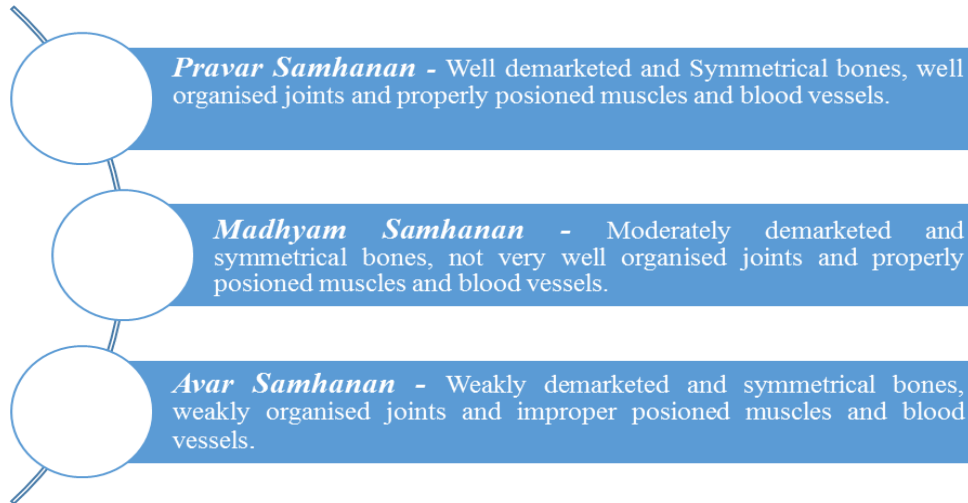 Pravar Samhanan - Well demarketed and Symmetrical bones, well
organised joints and properly posioned muscles and blood vessels.
Madhyam Samhanan - Moderately demarketed and
symmetrical bones, not very well organised joints and properly
posioned muscles and blood vessels.
Avar Samhanan - Weakly demarketed and symmetrical bones,
weakly organised joints and improper posioned muscles and blood
vessels.